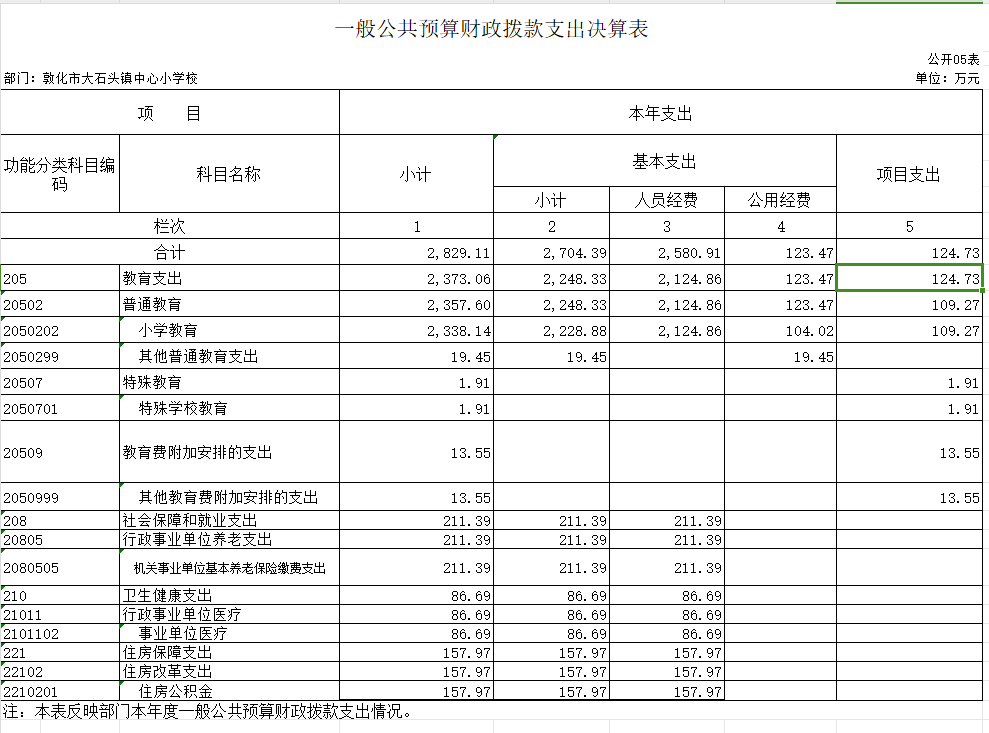 一般公共预算财政拨款支出决算表
公开05表
部门：敦化市大石头镇中心小学校 单位：万元
项 目 本年支出
功能分类科目编码 科目名称 小计 基本支出 项目支出
小计 人员经费 公用经费
栏次 1 2 3 4 5
合计 2,829.11 2,704.39 2,580.91 123.47 124.73
205 教育支出 2,373.06 2,248.33 2,124.86 123.47 124.73
20502 普通教育 2,357.60 2,248.33 2,124.86 123.47 109.27
2050202 小学教育 2,338.14 2,228.88 2,124.86 104.02 109.27
2050299 其他普通教育支出 19.45 19.45 19.45
20507 特殊教育 1.91 1.91
2050701 特殊学校教育 1.91 1.91
20509 教育费附加安排的支出 13.55 13.55
2050999 其他教育费附加安排的支出 13.55 13.55
208 社会保障和就业支出 211.39 211.39 211.39
20805 行政事业单位养老支出 211.39 211.39 211.39
2080505 机关事业单位基本养老保险缴费支出 211.39 211.39 211.39
210 卫生健康支出 86.69 86.69 86.69
21011 行政事业单位医疗 86.69 86.69 86.69
2101102 事业单位医疗 86.69 86.69 86.69
221 住房保障支出 157.97 157.97 157.97
22102 住房改革支出 157.97 157.97 157.97
2210201 住房公积金 157.97 157.97 157.97
注：本表反映部门本年度一般公共预算财政拨款支出情况。